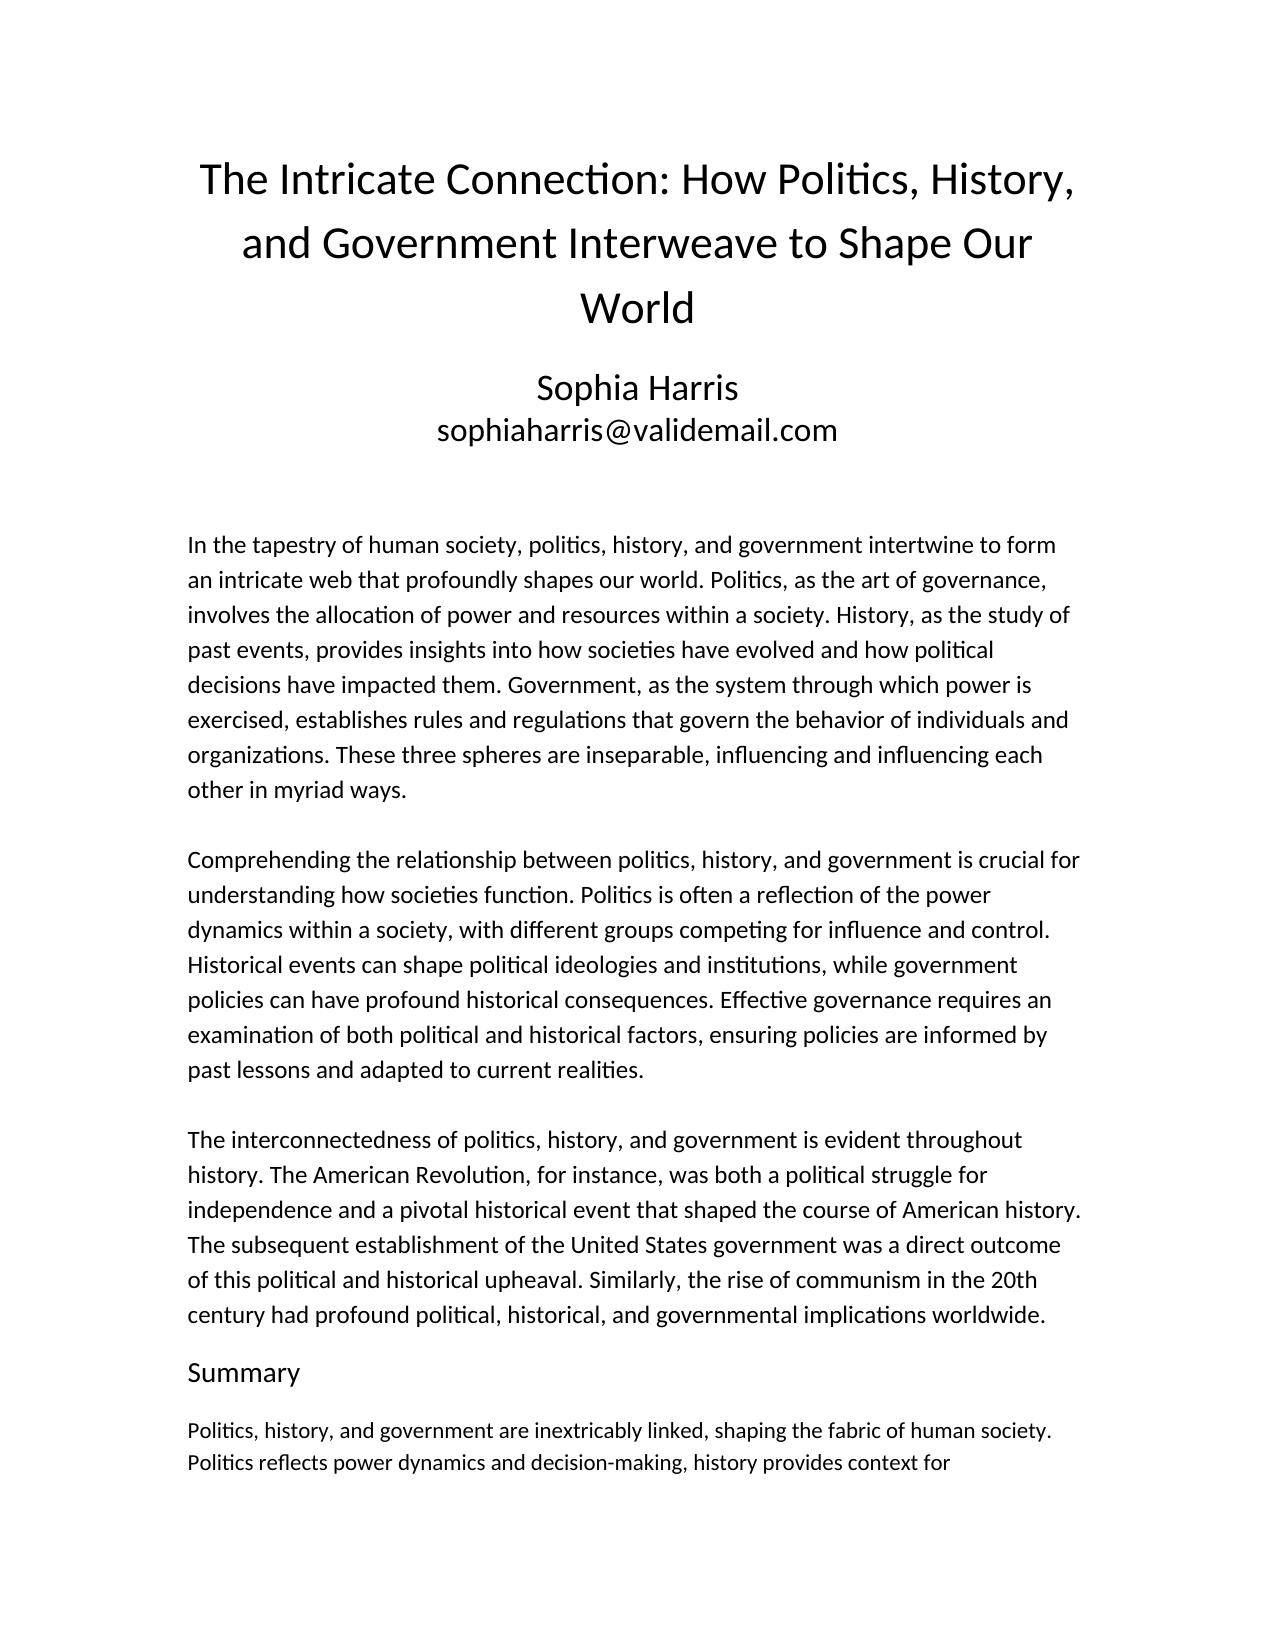 The Intricate Connection: How Politics, History,
and Government Interweave to Shape Our
World
Sophia Harris
sophiaharris@validemail.com
In the tapestry of human society, politics, history, and government intertwine to form
an intricate web that profoundly shapes our world. Politics, as the art of governance,
involves the allocation of power and resources within a society. History, as the study of
past events, provides insights into how societies have evolved and how political
decisions have impacted them. Government, as the system through which power is
exercised, establishes rules and regulations that govern the behavior of individuals and
organizations. These three spheres are inseparable, influencing and influencing each
other in myriad ways.
Comprehending the relationship between politics, history, and government is crucial for
understanding how societies function. Politics is often a reflection of the power
dynamics within a society, with different groups competing for influence and control.
Historical events can shape political ideologies and institutions, while government
policies can have profound historical consequences. Effective governance requires an
examination of both political and historical factors, ensuring policies are informed by
past lessons and adapted to current realities.
The interconnectedness of politics, history, and government is evident throughout
history. The American Revolution, for instance, was both a political struggle for
independence and a pivotal historical event that shaped the course of American history.
The subsequent establishment of the United States government was a direct outcome
of this political and historical upheaval. Similarly, the rise of communism in the 20th
century had profound political, historical, and governmental implications worldwide.
Summary
Politics, history, and government are inextricably linked, shaping the fabric of human society.
Politics reflects power dynamics and decision-making, history provides context for